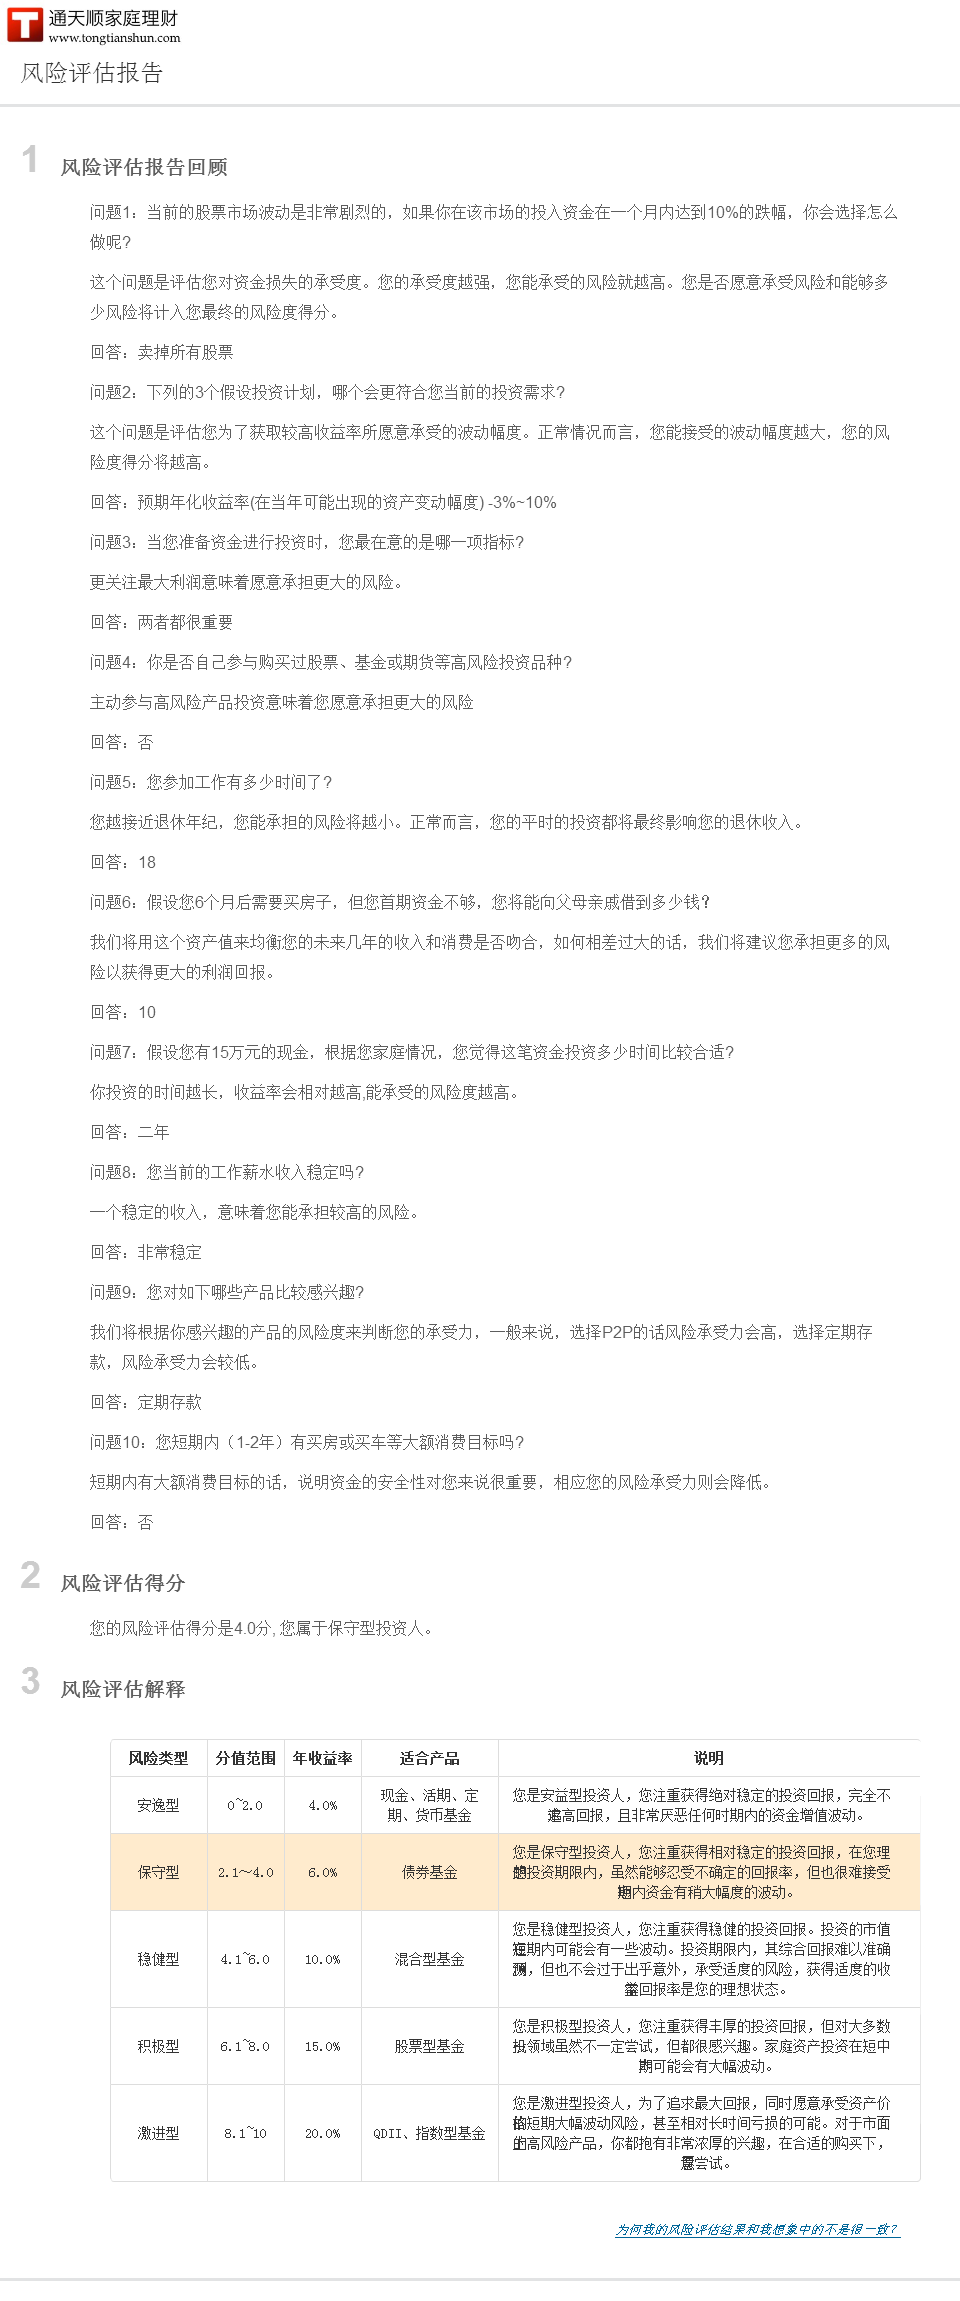 通天顺家庭理财
www.tongtianshun.com
风险评估报告
1 风险评估报告回顾
问题1：当前的股票市场波动是非常剧烈的，如果你在该市场的投入资金在一个月内达到10%的跌幅，你会选择怎么
做呢?
这个问题是评估您对资金损失的承受度。您的承受度越强，您能承受的风险就越高。您是否愿意承受风险和能够多
少风险将计入您最终的风险度得分。
回答：卖掉所有股票
问题2：下列的3个假设投资计划，哪个会更符合您当前的投资需求?
这个问题是评估您为了获取较高收益率所愿意承受的波动幅度。正常情况而言，您能接受的波动幅度越大，您的风
险度得分将越高。
回答：预期年化收益率(在当年可能出现的资产变动幅度) -3%~10%
问题3：当您准备资金进行投资时，您最在意的是哪一项指标?
更关注最大利润意味着愿意承担更大的风险。
回答：两者都很重要
问题4：你是否自己参与购买过股票、基金或期货等高风险投资品种?
主动参与高风险产品投资意味着您愿意承担更大的风险
回答：否
问题5：您参加工作有多少时间了?
您越接近退休年纪，您能承担的风险将越小。正常而言，您的平时的投资都将最终影响您的退休收入。
回答：18
问题6：假设您6个月后需要买房子，但您首期资金不够，您将能向父母亲戚借到多少钱？
我们将用这个资产值来均衡您的未来几年的收入和消费是否吻合，如何相差过大的话，我们将建议您承担更多的风
险以获得更大的利润回报。
回答：10
问题7：假设您有15万元的现金，根据您家庭情况，您觉得这笔资金投资多少时间比较合适?
你投资的时间越长，收益率会相对越高,能承受的风险度越高。
回答：二年
问题8：您当前的工作薪水收入稳定吗?
一个稳定的收入，意味着您能承担较高的风险。
回答：非常稳定
问题9：您对如下哪些产品比较感兴趣?
我们将根据你感兴趣的产品的风险度来判断您的承受力，一般来说，选择P2P的话风险承受力会高，选择定期存
款，风险承受力会较低。
回答：定期存款
问题10：您短期内（1-2年）有买房或买车等大额消费目标吗?
短期内有大额消费目标的话，说明资金的安全性对您来说很重要，相应您的风险承受力则会降低。
回答：否
2 风险评估得分
您的风险评估得分是4.0分, 您属于保守型投资人。
3 风险评估解释
风险类型 分值范围 年收益率 适合产品 说明
安逸型 0~2.0 4.0% 现金、活期、定
期、货币基金
您是安益型投资人，您注重获得绝对稳定的投资回报，完全不
追高回报，且非常厌恶任何时期内的资金增值波动。
保守型 2.1～4.0 6.0% 债券基金
您是保守型投资人，您注重获得相对稳定的投资回报，在您理
投资期限内，虽然能够忍受不确定的回报率，但也很难接受
期内资金有稍大幅度的波动。
稳健型 4.1~6.0 10.0% 混合型基金
您是稳健型投资人，您注重获得稳健的投资回报。投资的市值
短期内可能会有一些波动。投资期限内，其综合回报难以准确
，但也不会过于出乎意外，承受适度的风险，获得适度的收
回报率是您的理想状态。
积极型 6.1~8.0 15.0% 股票型基金
您是积极型投资人，您注重获得丰厚的投资回报，但对大多数
领域虽然不一定尝试，但都很感兴趣。家庭资产投资在短中
期可能会有大幅波动。
激进型 8.1~10 20.0% QDII、指数型基金
您是激进型投资人，为了追求最大回报，同时愿意承受资产价
短期大幅波动风险，甚至相对长时间亏损的可能。对于市面
高风险产品，你都抱有非常浓厚的兴趣，在合适的购买下，
尝试。
为何我的风险评估结果和我想象中的不是很一致?